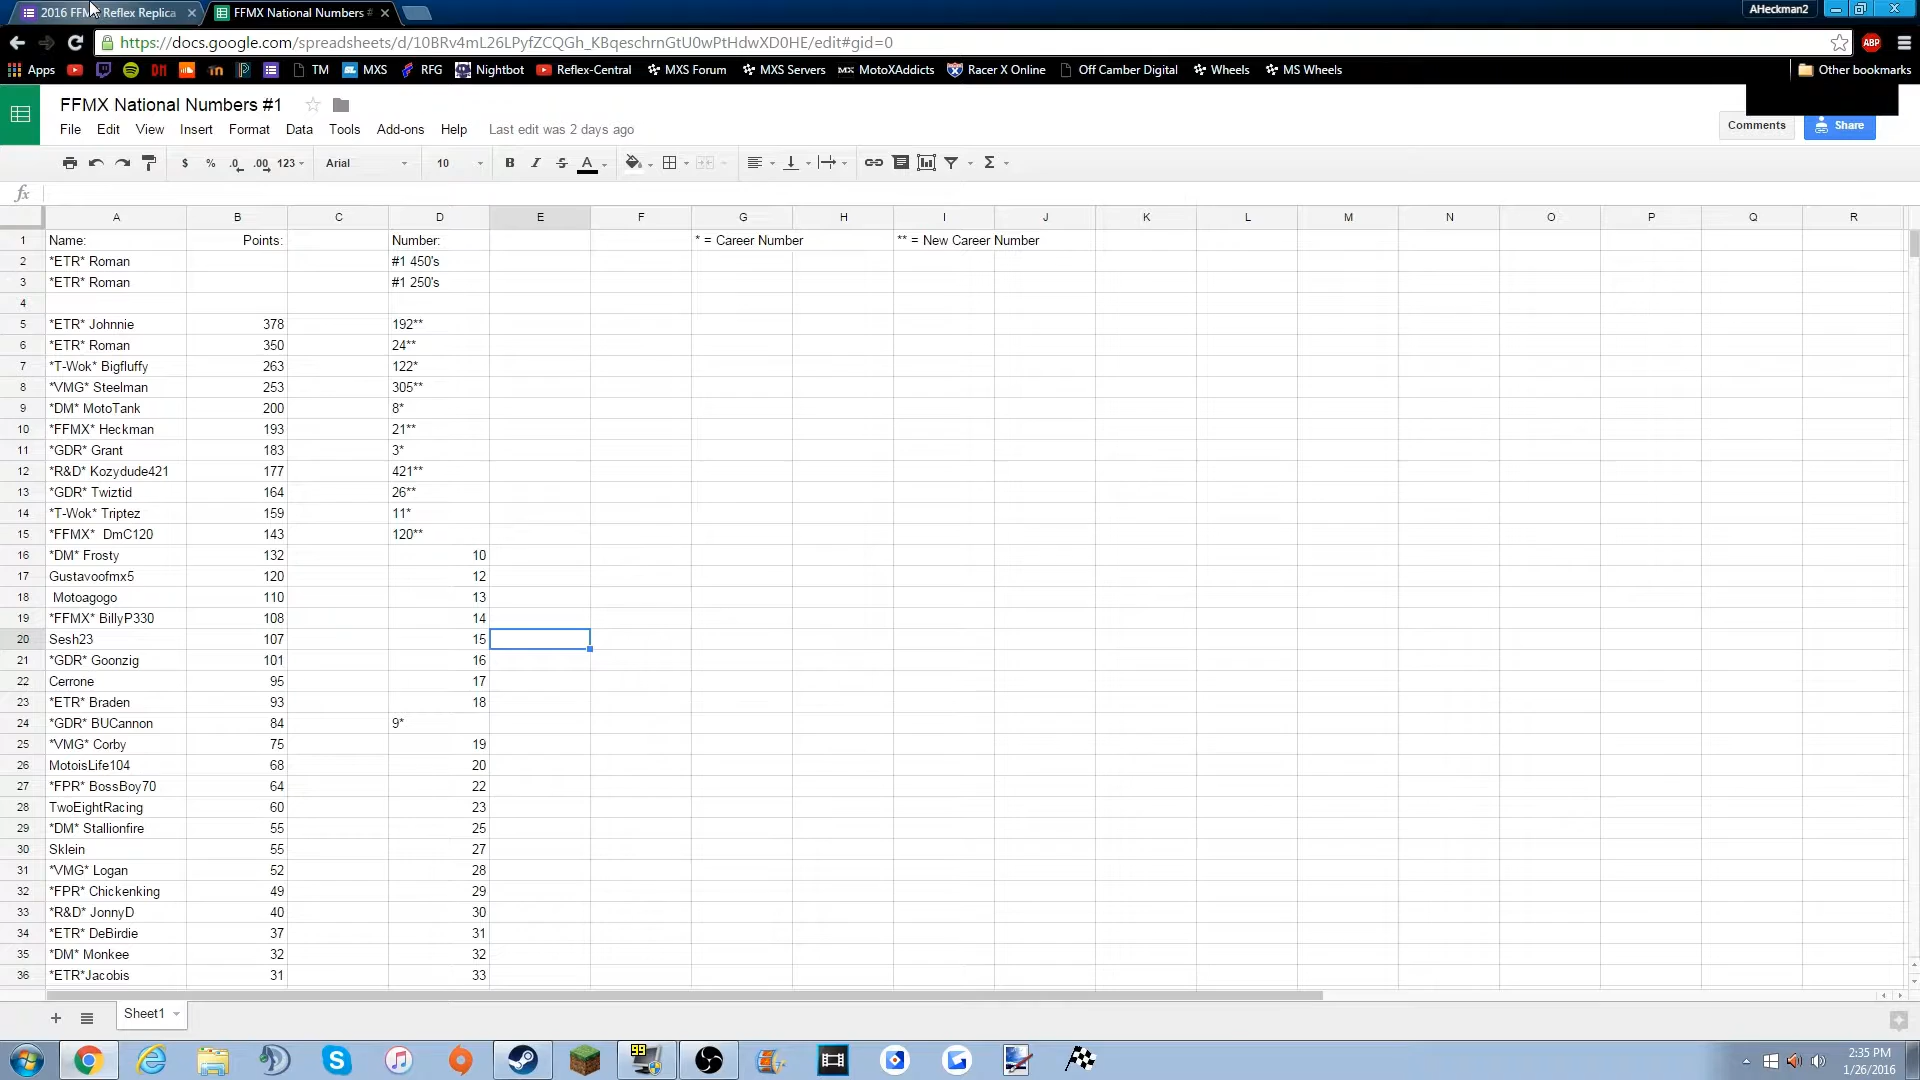 2016 FFM Reflex Replica
FFMX National Numbers #
AHeckman2
https://docs.google.com/spreadsheets/d/10BRv4mL26LPyfZCQGh_KBqeschrnGtU0wPtHdwXD0HE/edit#gid=0
ABP
Apps TM MXS RFG Nightbot Reflex-Central MXS Forum MXS Servers MotoXAddicts Racer X Online Off Camber Digital Wheels MS Wheels Other bookmarks
FFMX National Numbers #1
File Edit View Insert Format Data Tools Add-ons Help Last edit was 2 days ago
Comments Share
$ % .0 .00 123 Arial 10 B I S A Σ
fx
A B C D E F G H I J K L M N O P Q R
1 Name: Points: Number: * = Career Number ** = New Career Number
2 *ETR* Roman #1 450's
3 *ETR* Roman #1 250's
4
5 *ETR* Johnnie 378 192**
6 *ETR* Roman 350 24**
7 *T-Wok* Bigfluffy 263 122*
8 *VMG* Steelman 253 305**
9 *DM* MotoTank 200 8*
10 *FFMX* Heckman 193 21**
11 *GDR* Grant 183 3*
12 *R&D* Kozydude421 177 421**
13 *GDR* Twiztid 164 26**
14 *T-Wok* Triptez 159 11*
15 *FFMX* DmC120 143 120**
16 *DM* Frosty 132 10
17 Gustavoofmx5 120 12
18 Motoagogo 110 13
19 *FFMX* BillyP330 108 14
20 Sesh23 107 15
21 *GDR* Goonzig 101 16
22 Cerrone 95 17
23 *ETR* Braden 93 18
24 *GDR* BUCannon 84 9*
25 *VMG* Corby 75 19
26 MotoisLife104 68 20
27 *FPR* BossBoy70 64 22
28 TwoEightRacing 60 23
29 *DM* Stallionfire 55 25
30 Sklein 55 27
31 *VMG* Logan 52 28
32 *FPR* Chickenking 49 29
33 *R&D* JonnyD 40 30
34 *ETR* DeBirdie 37 31
35 *DM* Monkee 32 32
36 *ETR*Jacobis 31 33
Sheet1
99
2:35 PM
1/26/2016